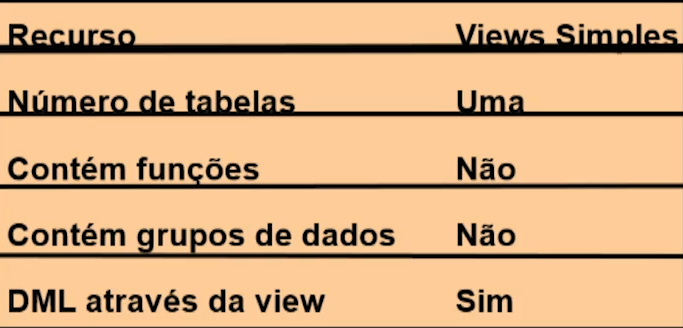 Recurso Views Simples
Número de tabelas Uma
Contém funções Não
Contém grupos de dados Não
DML através da view Sim